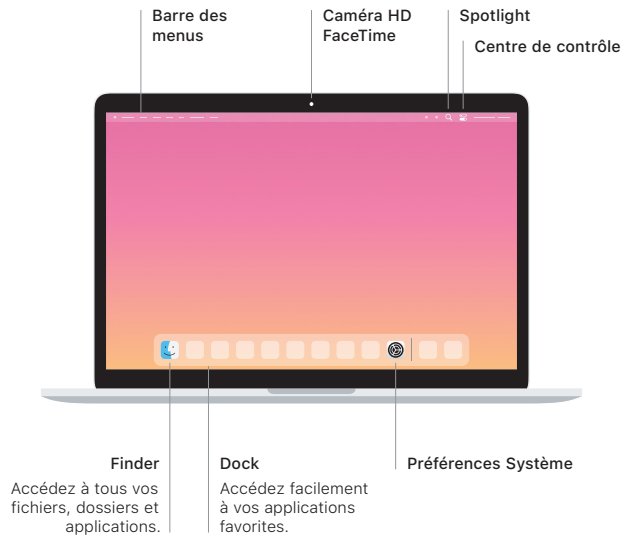 Barre des
menus
Caméra HD
FaceTime
Spotlight
Centre de contrôle
Finder
Accédez à tous vos
fichiers, dossiers et
applications.
Dock
Accédez facilement
à vos applications
favorites.
Préférences Système